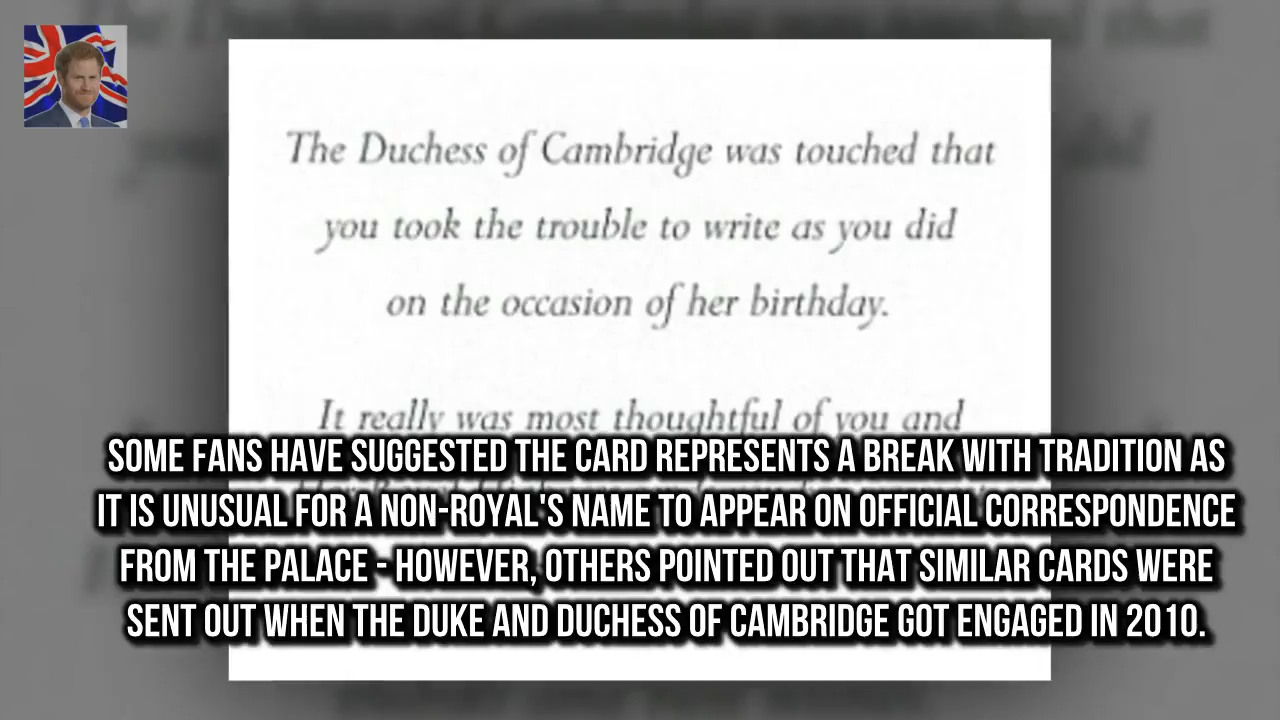 The Duchess of Cambridge was touched that
you took the trouble to write as you did
on the occasion of her birthday.
It really was most thoughtful of you and
SOME FANS HAVE SUGGESTED THE CARD REPRESENTS A BREAK WITH TRADITION AS
IT IS UNUSUAL FOR A NON-ROYAL'S NAME TO APPEAR ON OFFICIAL CORRESPONDENCE
FROM THE PALACE - HOWEVER, OTHERS POINTED OUT THAT SIMILAR CARDS WERE
SENT OUT WHEN THE DUKE AND DUCHESS OF CAMBRIDGE GOT ENGAGED IN 2010.